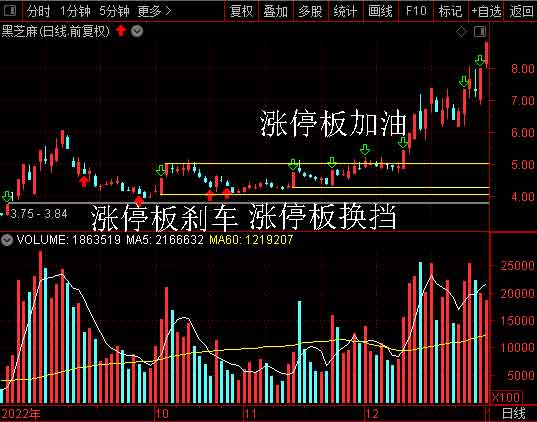 分时 1分钟 5分钟 更多 复权 叠加 多股 统计 画线 F10 标记 +自选 返回
黑芝麻(日线.前复权)
8.00
7.00
6.00
涨停板加油
5.00
4.00
3.75 - 3.84
涨停板刹车 涨停板换挡
VOLUME: 1863519 MA5: 2166632 MA60: 1219207
25000
20000
15000
10000
5000
X100
2022年 10 11 12 日线